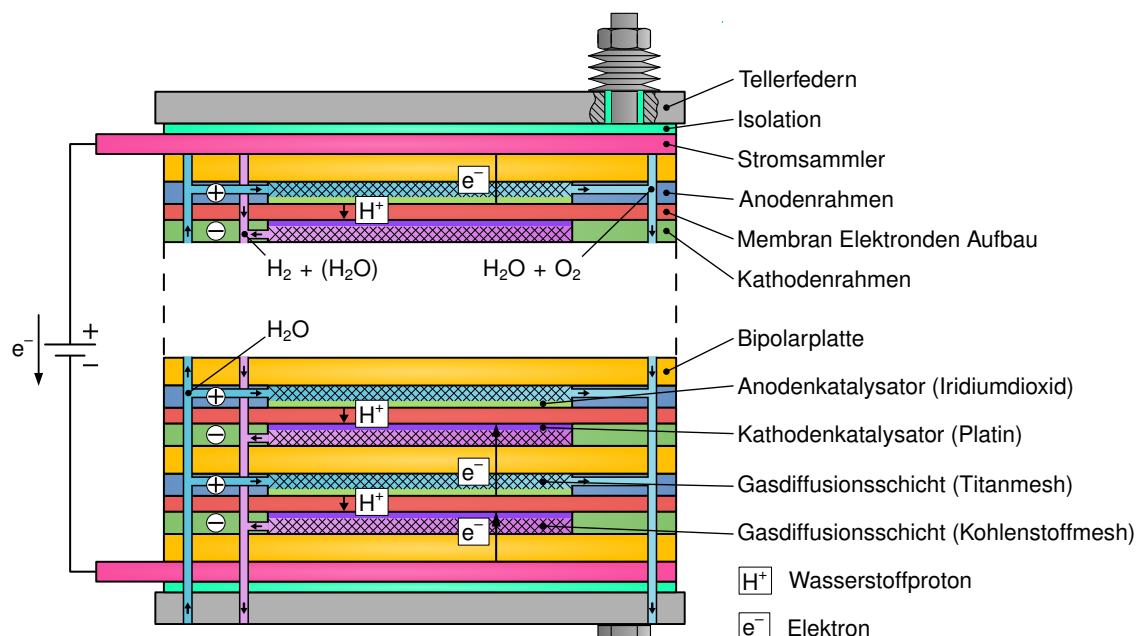 Tellerfedern
Isolation
Stromsammler
e⁻
+
Anodenrahmen
H⁺
Membran Elektronden Aufbau
−
H₂ + (H₂O)
H₂O + O₂
Kathodenrahmen
e⁻
+
−
H₂O
Bipolarplatte
+
Anodenkatalysator (Iridiumdioxid)
H⁺
−
Kathodenkatalysator (Platin)
e⁻
+
Gasdiffusionsschicht (Titanmesh)
H⁺
−
e⁻
Gasdiffusionsschicht (Kohlenstoffmesh)
H⁺ Wasserstoffproton
e⁻ Elektron